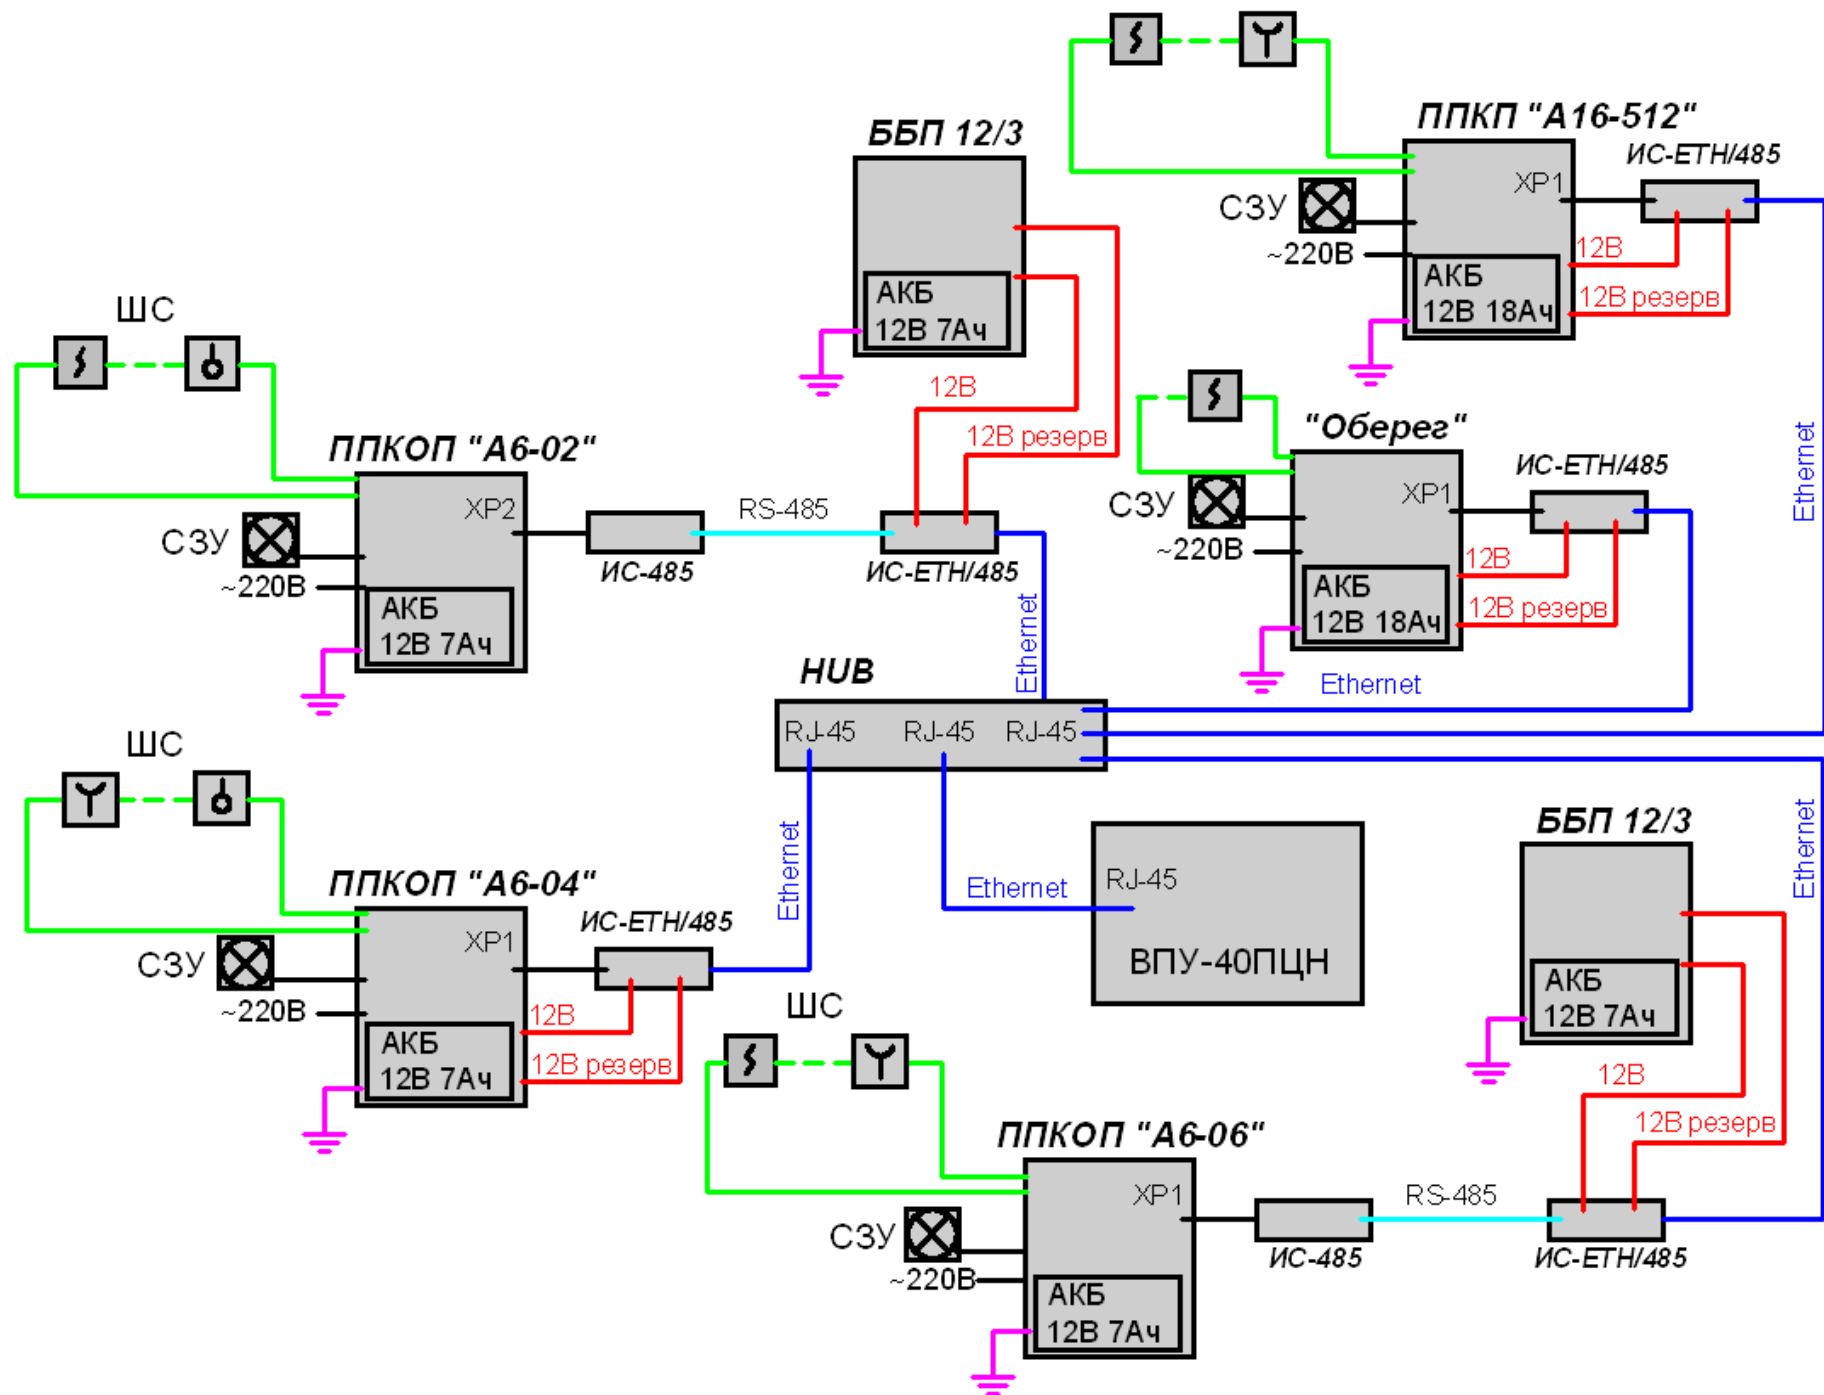 ППКП "А16-512"
ИС-ETH/485
XP1
СЗУ
~220В
12В
12В резерв
АКБ
12В 18Ач
Ethernet
ББП 12/3
АКБ
12В 7Ач
12В
12В резерв
ШС
ППКОП "А6-02"
XP2
СЗУ
~220В
АКБ
12В 7Ач
ИС-485
RS-485
ИС-ETH/485
Ethernet
"Оберег"
ИС-ETH/485
XP1
СЗУ
~220В
12В
12В резерв
АКБ
12В 18Ач
Ethernet
HUB
RJ-45 RJ-45 RJ-45
ШС
ППКОП "А6-04"
ИС-ETH/485
XP1
СЗУ
~220В
12В
12В резерв
АКБ
12В 7Ач
Ethernet
Ethernet
RJ-45
ВПУ-40ПЦН
ББП 12/3
АКБ
12В 7Ач
12В
12В резерв
Ethernet
ШС
ППКОП "А6-06"
XP1
СЗУ
~220В
АКБ
12В 7Ач
ИС-485
RS-485
ИС-ETH/485